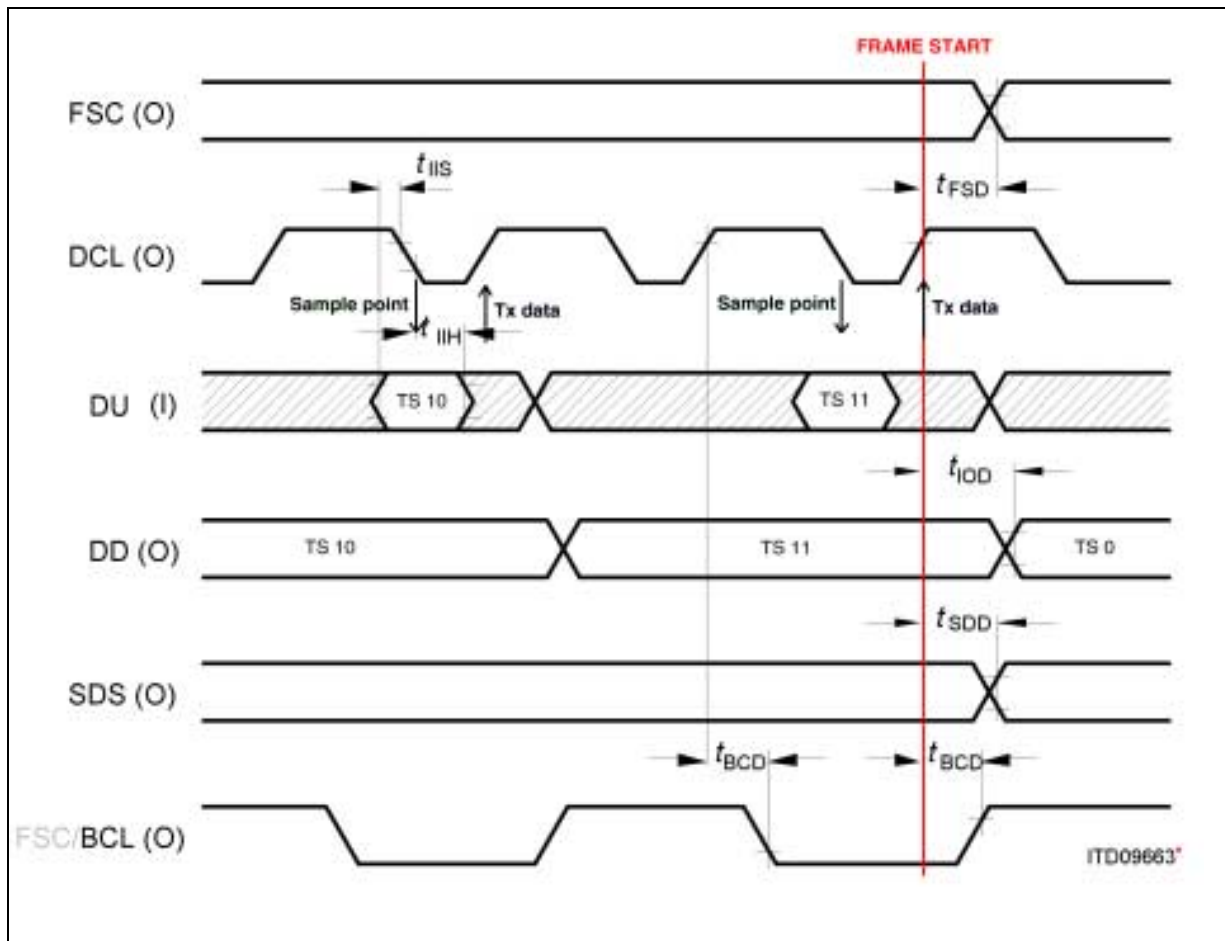 FRAME START
FSC (O)
tIIS
tFSD
DCL (O)
Sample point
Tx data
Sample point
Tx data
tIIH
DU (I)
TS 10
TS 11
tIOD
DD (O)
TS 10
TS 11
TS 0
tSDD
SDS (O)
tBCD
tBCD
FSC/BCL (O)
ITD09663*